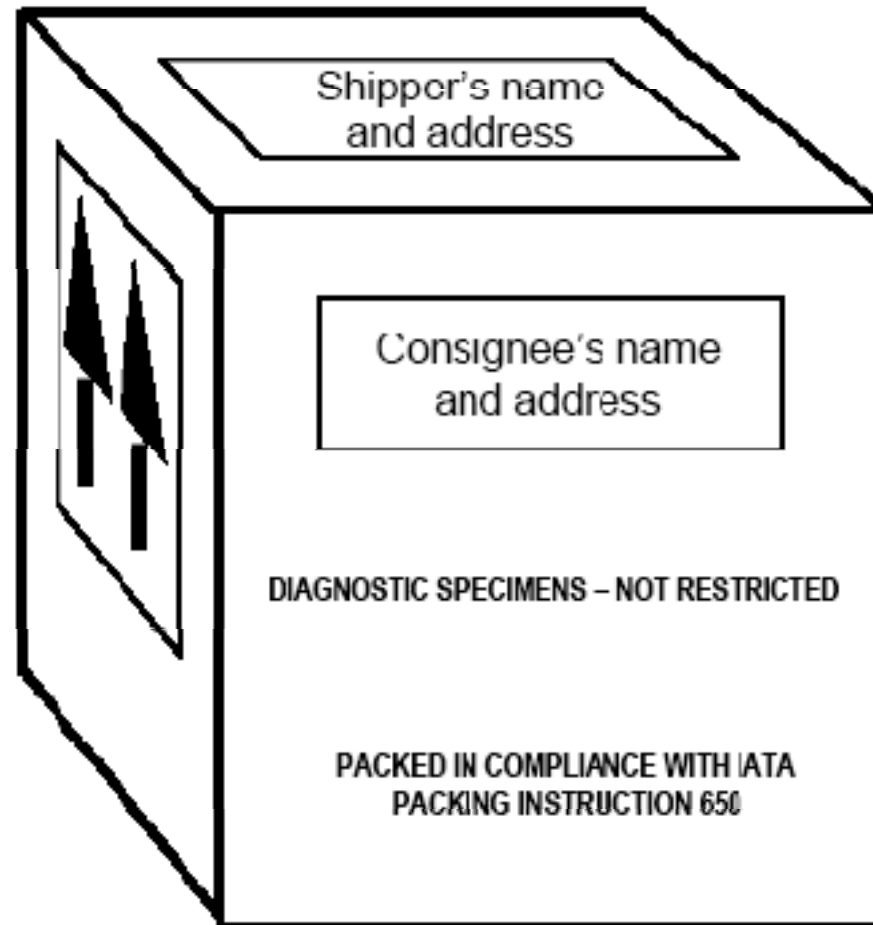 Shipper's name
and address
Consignee's name
and address
DIAGNOSTIC SPECIMENS – NOT RESTRICTED
PACKED IN COMPLIANCE WITH IATA
PACKING INSTRUCTION 650